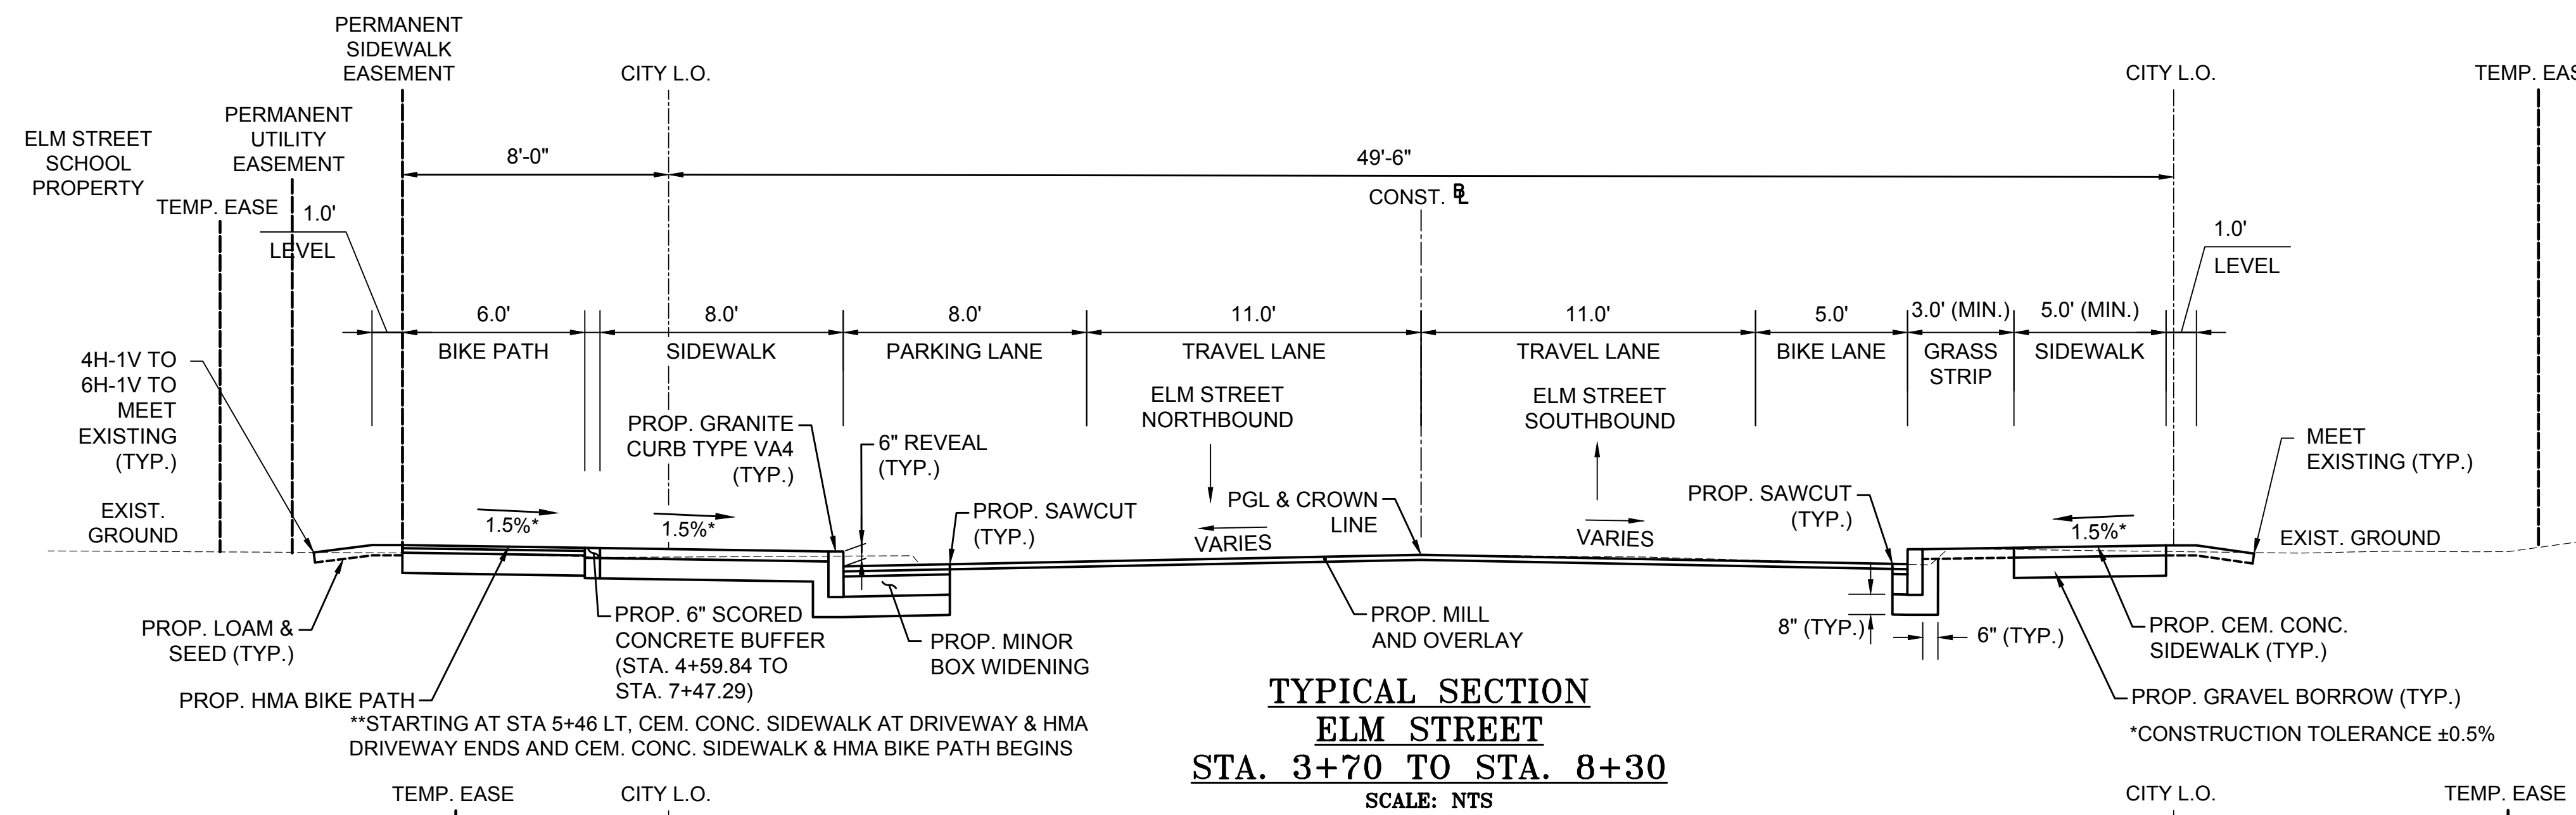 PERMANENT
SIDEWALK
EASEMENT
CITY L.O.
CITY L.O.
TEMP. EAS
PERMANENT
UTILITY
EASEMENT
ELM STREET
SCHOOL
PROPERTY
TEMP. EASE
8'-0"
49'-6"
CONST. BL
1.0'
LEVEL
1.0'
LEVEL
6.0'
BIKE PATH
8.0'
SIDEWALK
8.0'
PARKING LANE
11.0'
TRAVEL LANE
11.0'
TRAVEL LANE
5.0'
BIKE LANE
3.0' (MIN.)
GRASS
STRIP
5.0' (MIN.)
SIDEWALK
4H-1V TO
6H-1V TO
MEET
EXISTING
(TYP.)
ELM STREET
NORTHBOUND
ELM STREET
SOUTHBOUND
PROP. GRANITE
CURB TYPE VA4
(TYP.)
6" REVEAL
(TYP.)
MEET
EXISTING (TYP.)
EXIST.
GROUND
1.5%*
1.5%*
PROP. SAWCUT
(TYP.)
VARIES
PGL & CROWN
LINE
VARIES
PROP. SAWCUT
(TYP.)
1.5%*
EXIST. GROUND
PROP. LOAM &
SEED (TYP.)
PROP. HMA BIKE PATH
PROP. 6" SCORED
CONCRETE BUFFER
(STA. 4+59.84 TO
STA. 7+47.29)
PROP. MINOR
BOX WIDENING
PROP. MILL
AND OVERLAY
8" (TYP.)
6" (TYP.)
PROP. CEM. CONC.
SIDEWALK (TYP.)
PROP. GRAVEL BORROW (TYP.)
*CONSTRUCTION TOLERANCE ±0.5%
**STARTING AT STA 5+46 LT, CEM. CONC. SIDEWALK AT DRIVEWAY & HMA
DRIVEWAY ENDS AND CEM. CONC. SIDEWALK & HMA BIKE PATH BEGINS
TYPICAL SECTION
ELM STREET
STA. 3+70 TO STA. 8+30
SCALE: NTS
TEMP. EASE
CITY L.O.
CITY L.O.
TEMP. EASE